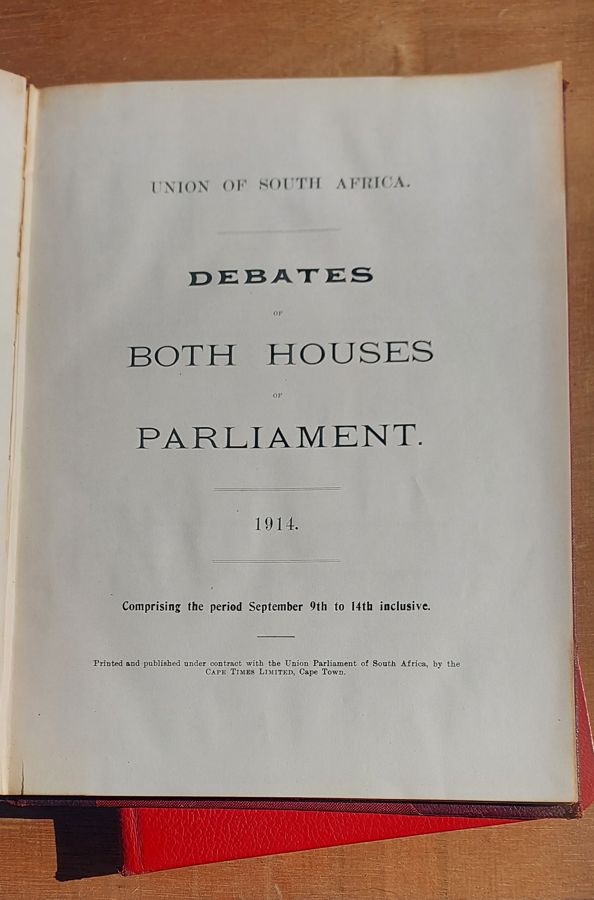 UNION OF SOUTH AFRICA.
DEBATES
OF
BOTH HOUSES
OF
PARLIAMENT.
1914.
Comprising the period September 9th to 14th inclusive.
Printed and published under contract with the Union Parliament of South Africa, by the
CAPE TIMES LIMITED, Cape Town.